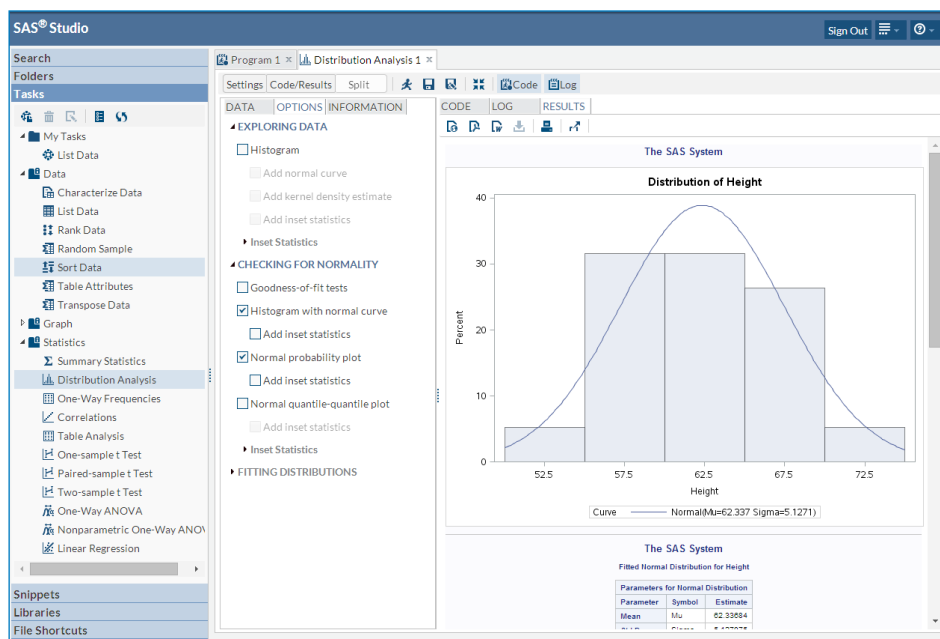 SAS® Studio
Sign Out
Search
Folders
Tasks
My Tasks
List Data
Data
Characterize Data
List Data
Rank Data
Random Sample
Sort Data
Table Attributes
Transpose Data
Graph
Statistics
Summary Statistics
Distribution Analysis
One-Way Frequencies
Correlations
Table Analysis
One-sample t Test
Paired-sample t Test
Two-sample t Test
One-Way ANOVA
Nonparametric One-Way ANOV
Linear Regression
Snippets
Libraries
File Shortcuts
Program 1
Distribution Analysis 1
Settings Code/Results Split Code Log
DATA OPTIONS INFORMATION
EXPLORING DATA
Histogram
Add normal curve
Add kernel density estimate
Add inset statistics
Inset Statistics
CHECKING FOR NORMALITY
Goodness-of-fit tests
Histogram with normal curve
Add inset statistics
Normal probability plot
Add inset statistics
Normal quantile-quantile plot
Add inset statistics
Inset Statistics
FITTING DISTRIBUTIONS
CODE LOG RESULTS
The SAS System
Distribution of Height
40
30
20
10
0
Percent
52.5 57.5 62.5 67.5 72.5
Height
Curve Normal(Mu=62.337 Sigma=5.1271)
The SAS System
Fitted Normal Distribution for Height
Parameters for Normal Distribution
Parameter Symbol Estimate
Mean Mu 62.33684